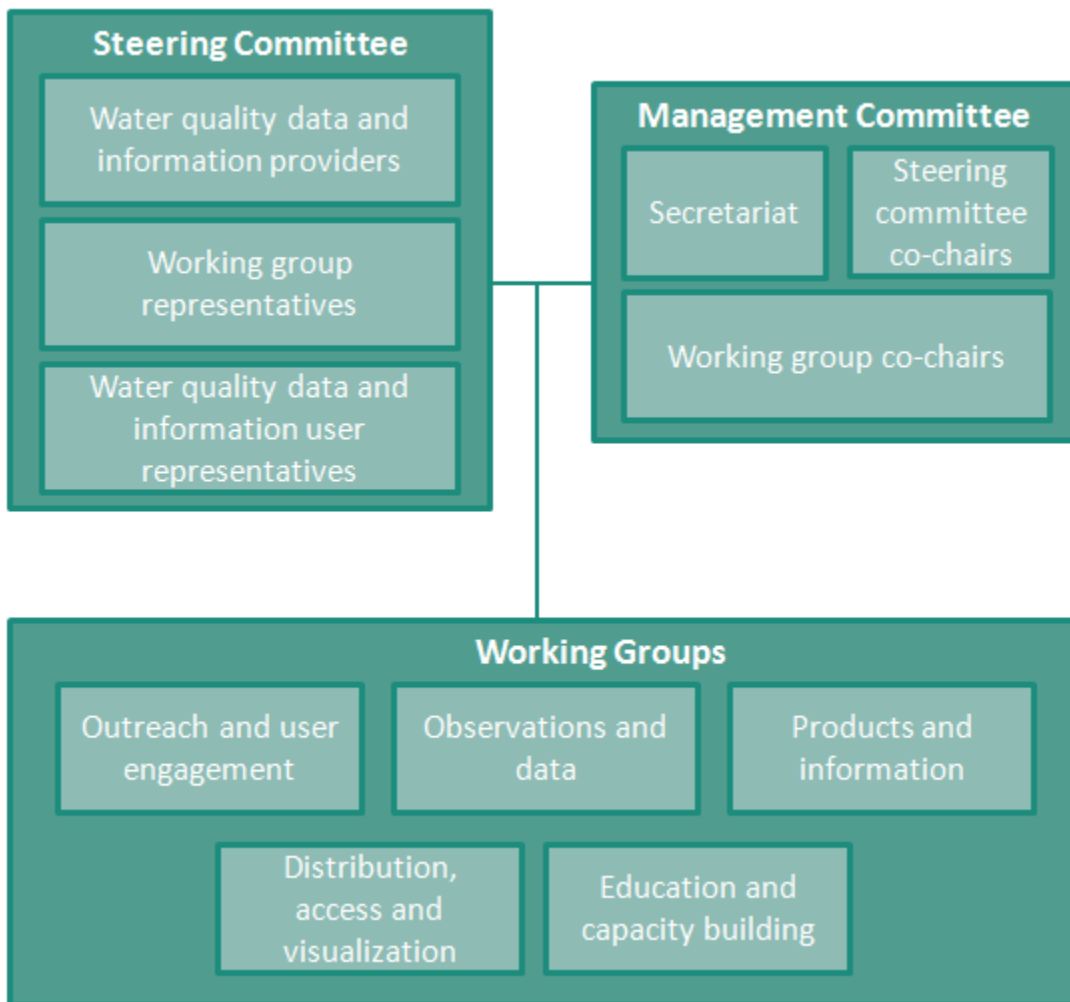 Steering Committee
Water quality data and
information providers
Working group
representatives
Water quality data and
information user
representatives
Management Committee
Secretariat
Steering
committee
co-chairs
Working group co-chairs
Working Groups
Outreach and user
engagement
Observations and
data
Products and
information
Distribution,
access and
visualization
Education and
capacity building